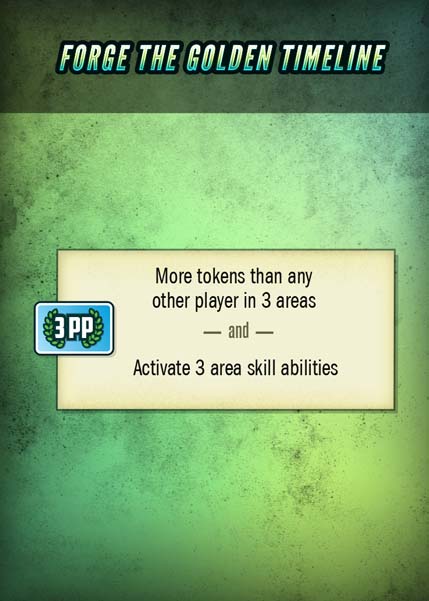 FORGE THE GOLDEN TIMELINE
More tokens than any
other player in 3 areas
— and —
3 PP
Activate 3 area skill abilities